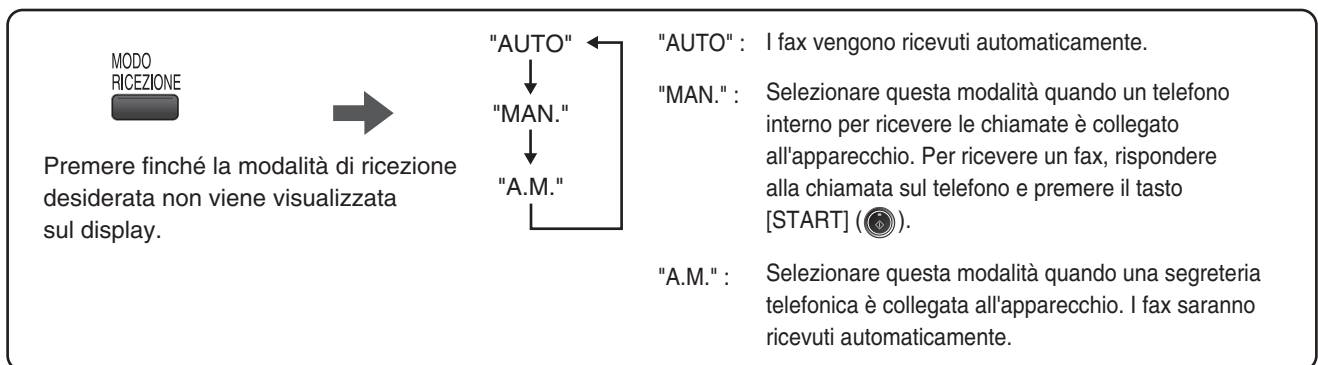 MODO
RICEZIONE
Premere finché la modalità di ricezione
desiderata non viene visualizzata
sul display.
"AUTO"
"MAN."
"A.M."
"AUTO" : I fax vengono ricevuti automaticamente.
"MAN." : Selezionare questa modalità quando un telefono
interno per ricevere le chiamate è collegato
all'apparecchio. Per ricevere un fax, rispondere
alla chiamata sul telefono e premere il tasto
[START] ( ).
"A.M." : Selezionare questa modalità quando una segreteria
telefonica è collegata all'apparecchio. I fax saranno
ricevuti automaticamente.